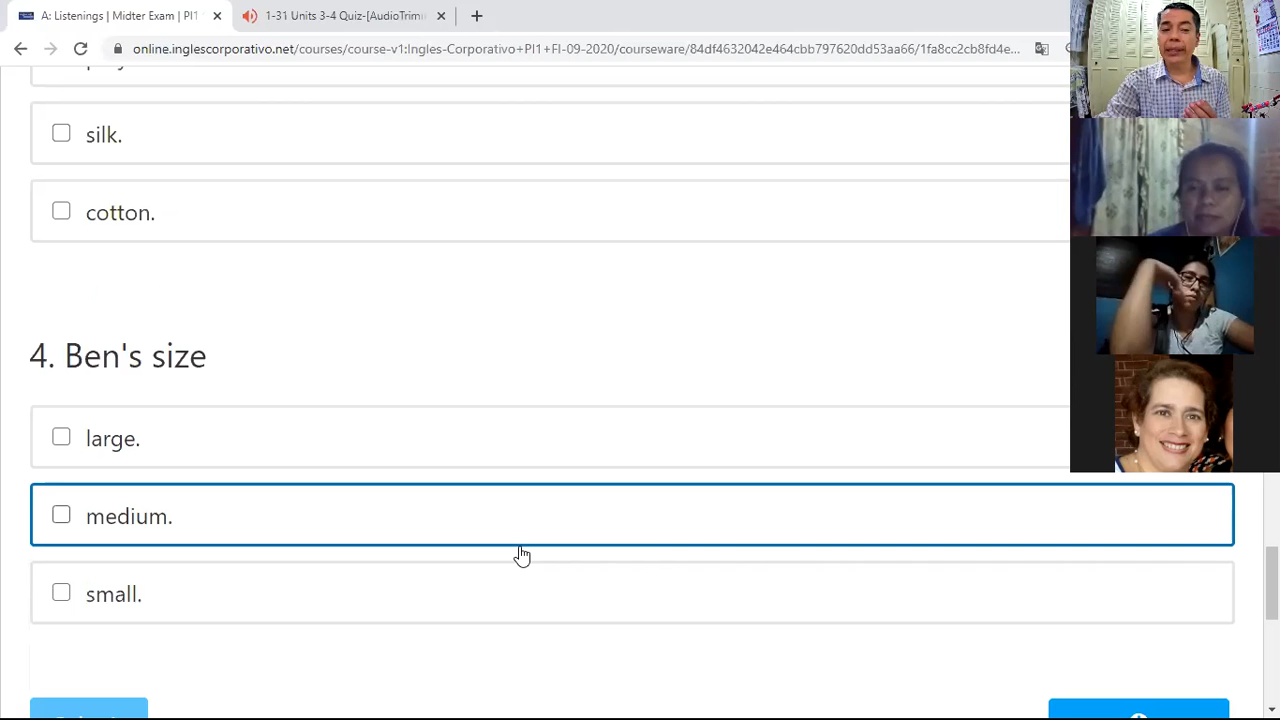 A: Listenings | Midter Exam | PI1
1-31 Units 3-4 Quiz-[AudioTrim
online.inglescorporativo.net/courses/course-v1:Ingles-Corporativo+PI1+FI-09-2020/courseware/84df4632042e464cbb797620dd53aab6/1fa8cc2cb8fd4e...
silk.
cotton.
4. Ben's size
large.
medium.
small.